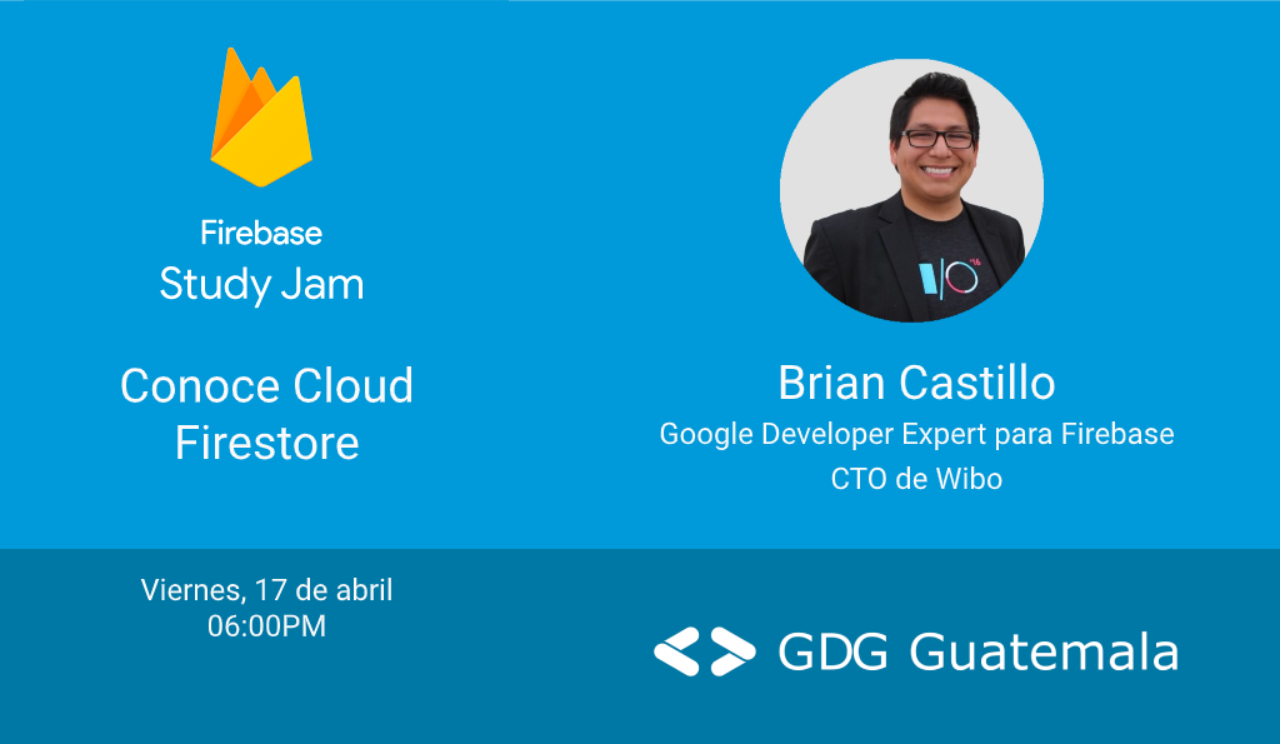 Firebase
Study Jam
Conoce Cloud
Firestore
I/O '16
Brian Castillo
Google Developer Expert para Firebase
CTO de Wibo
Viernes, 17 de abril
06:00PM
GDG Guatemala